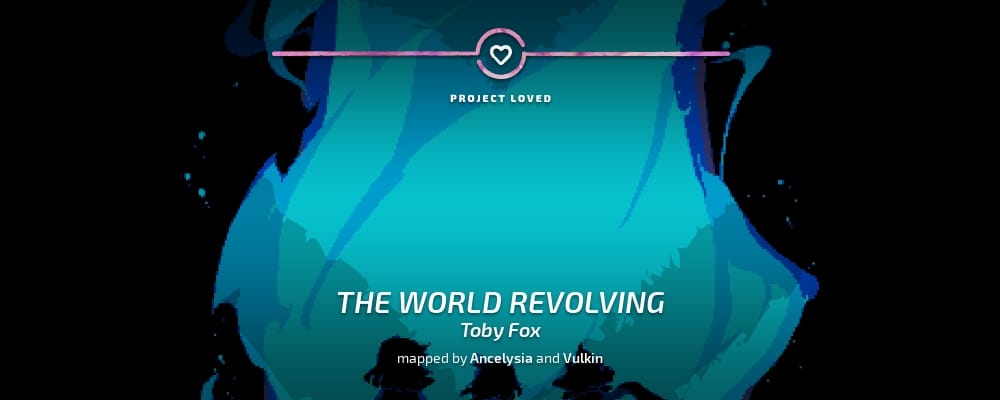 PROJECT LOVED
THE WORLD REVOLVING
Toby Fox
mapped by Ancelysia and Vulkin